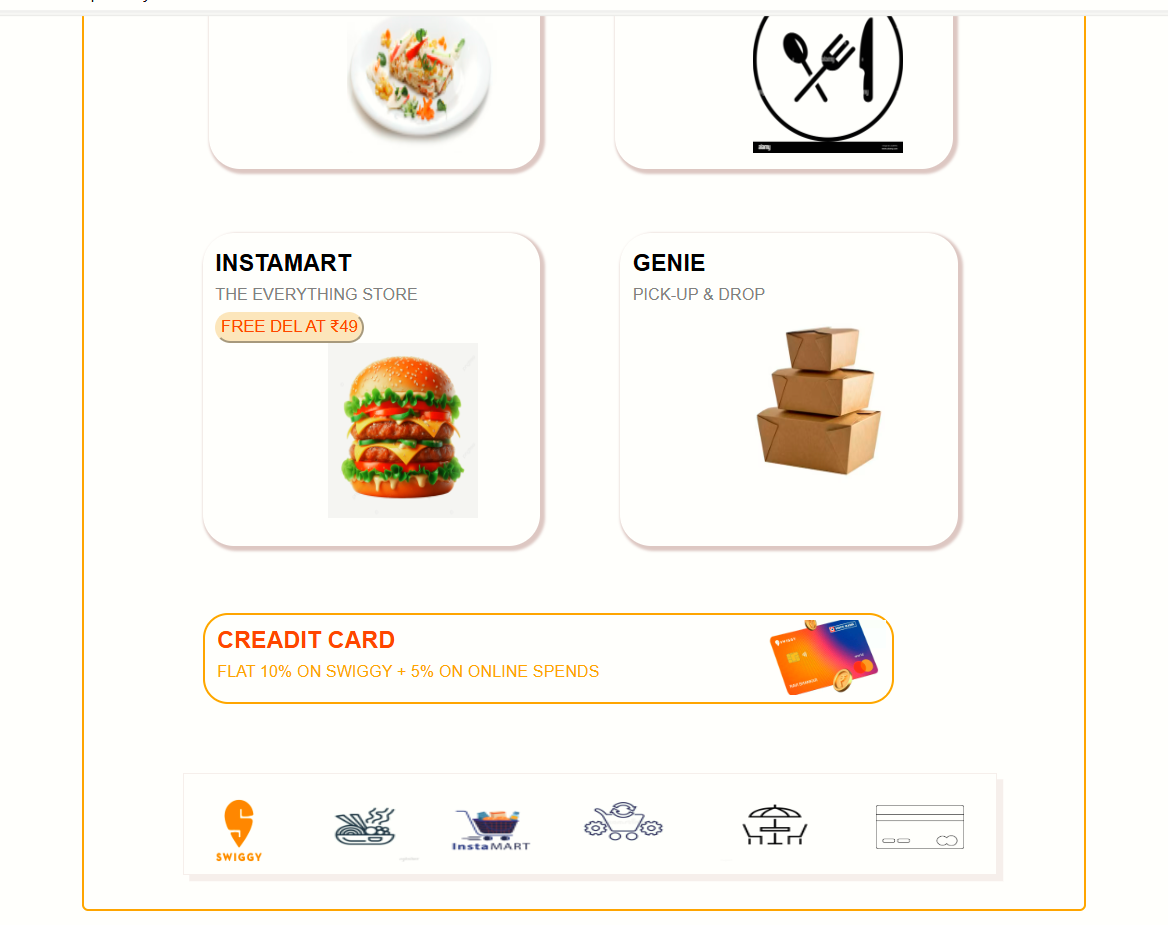 alamy
INSTAMART
THE EVERYTHING STORE
FREE DEL AT ₹49
GENIE
PICK-UP & DROP
CREADIT CARD
FLAT 10% ON SWIGGY + 5% ON ONLINE SPENDS
SWIGGY
InstaMART